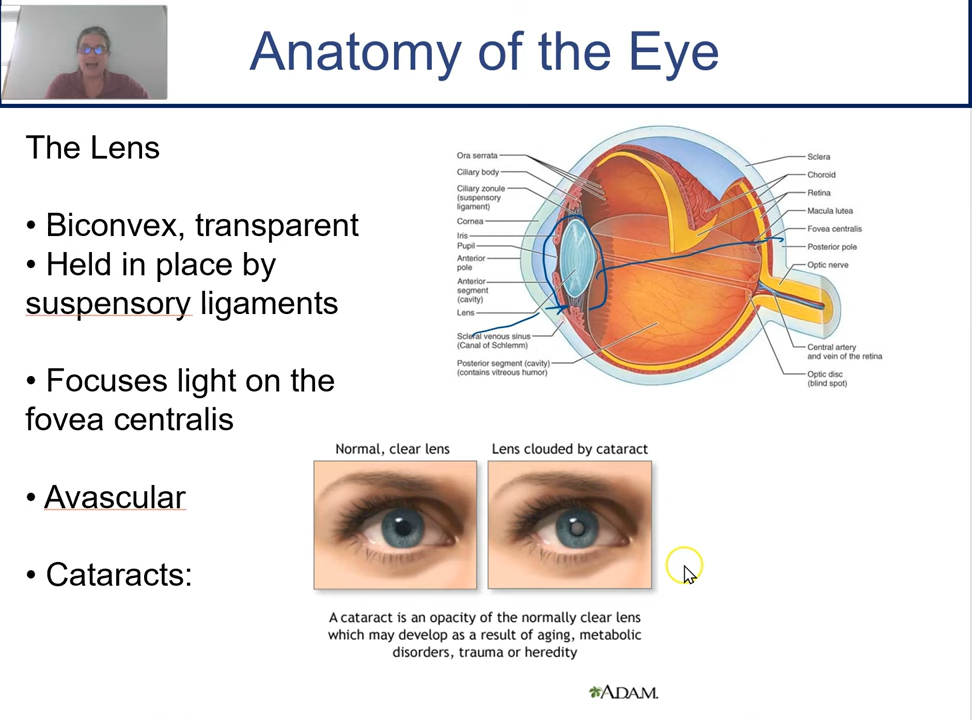 Anatomy of the Eye
The Lens
• Biconvex, transparent
• Held in place by
suspensory ligaments
• Focuses light on the
fovea centralis
• Avascular
• Cataracts:
Ora serrata
Ciliary body
Ciliary zonule
(suspensory
ligament)
Cornea
Iris
Pupil
Anterior
pole
Anterior
segment
(cavity)
Lens
Scleral venous sinus
(Canal of Schlemm)
Posterior segment (cavity)
(contains vitreous humor)
Sclera
Choroid
Retina
Macula lutea
Fovea centralis
Posterior pole
Optic nerve
Central artery
and vein of the retina
Optic disc
(blind spot)
Normal, clear lens
Lens clouded by cataract
A cataract is an opacity of the normally clear lens
which may develop as a result of aging, metabolic
disorders, trauma or heredity
ADAM.